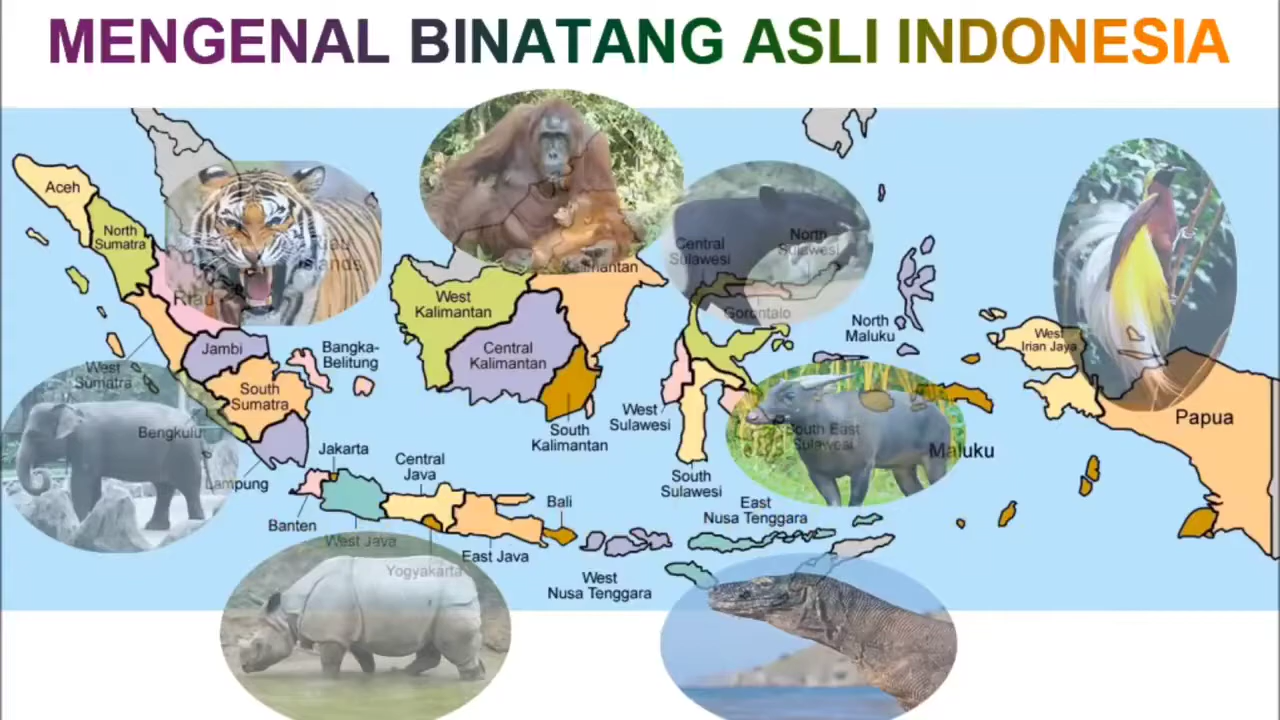 MENGENAL BINATANG ASLI INDONESIA
Aceh
North
Sumatra
Riau
Islands
Riau
Jambi
West
Sumatra
Bangka-
Belitung
South
Sumatra
Bengkulu
Lampung
Jakarta
Banten
West Java
Central
Java
Yogyakarta
East Java
Bali
West
Nusa Tenggara
East
Nusa Tenggara
West
Kalimantan
Central
Kalimantan
South
Kalimantan
Kalimantan
Central
Sulawesi
North
Sulawesi
Gorontalo
West
Sulawesi
South
Sulawesi
South East
Sulawesi
North
Maluku
Maluku
West
Irian Jaya
Papua